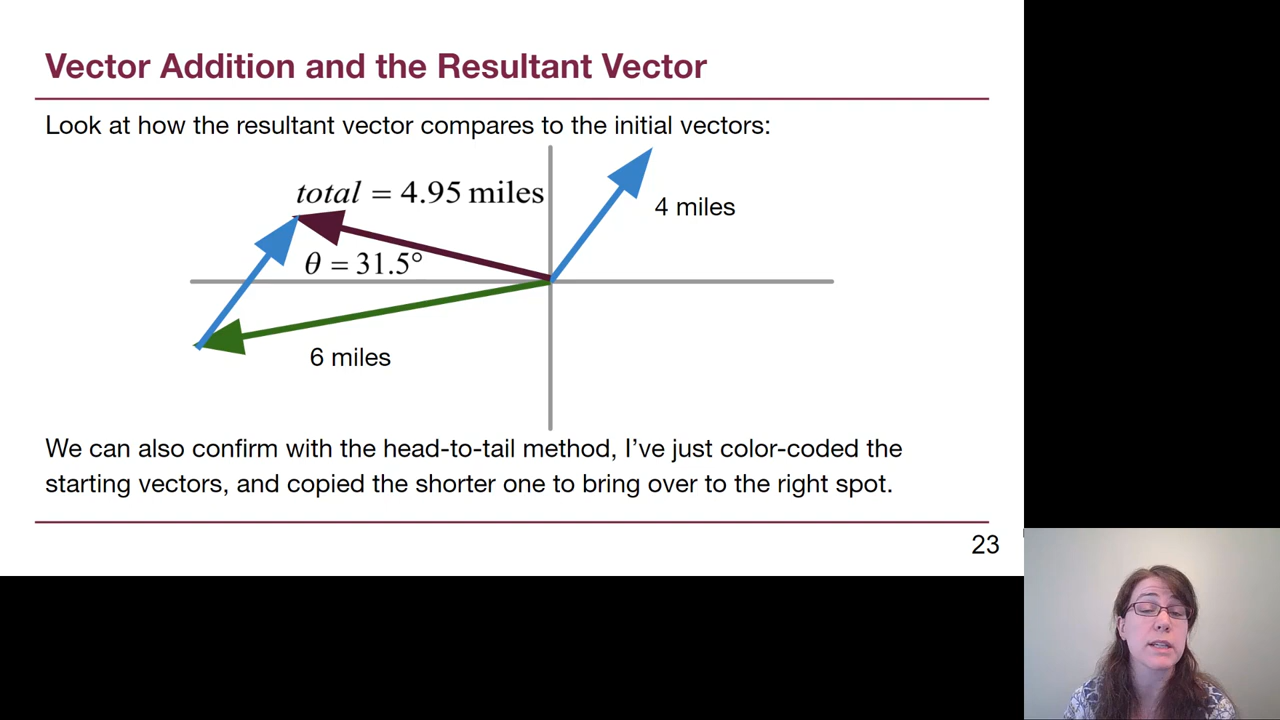 Vector Addition and the Resultant Vector
Look at how the resultant vector compares to the initial vectors:
total = 4.95 miles
4 miles
θ = 31.5°
6 miles
We can also confirm with the head-to-tail method, I’ve just color-coded the
starting vectors, and copied the shorter one to bring over to the right spot.
23